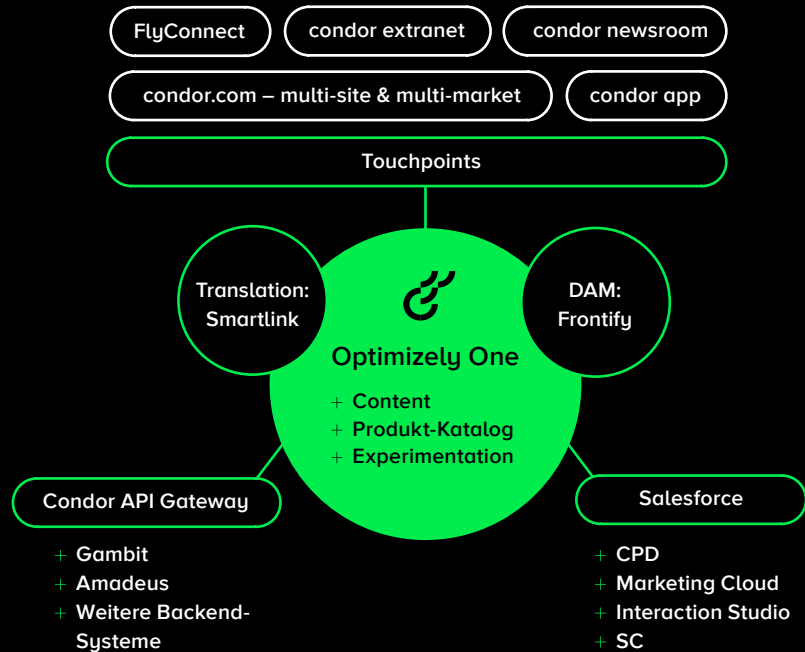 FlyConnect
condor extranet
condor newsroom
condor.com – multi-site & multi-market
condor app
Touchpoints
Translation:
Smartlink
DAM:
Frontify
Optimizely One
+ Content
+ Produkt-Katalog
+ Experimentation
Condor API Gateway
+ Gambit
+ Amadeus
+ Weitere Backend-
Systeme
Salesforce
+ CPD
+ Marketing Cloud
+ Interaction Studio
+ SC